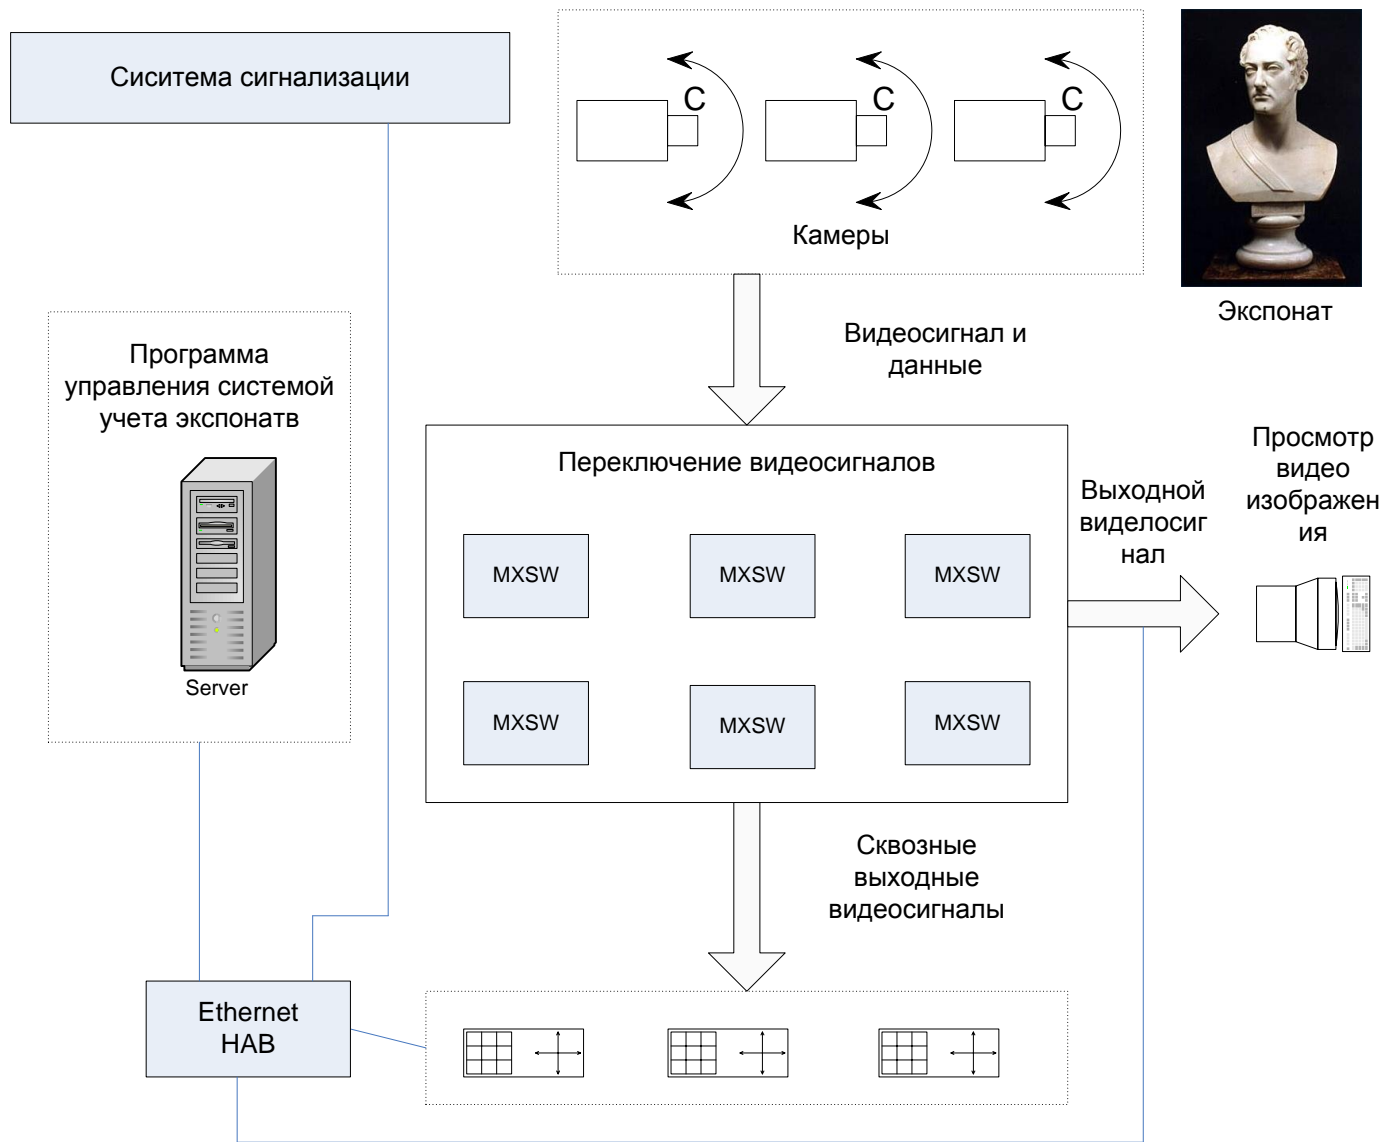 Сиситема сигнализации
С
С
С
Камеры
Экспонат
Видеосигнал и
данные
Программа
управления системой
учета экспонатв
Server
Переключение видеосигналов
MXSW
MXSW
MXSW
MXSW
MXSW
MXSW
Выходной
виделосиг
нал
Просмотр
видео
изображен
ия
Сквозные
выходные
видеосигналы
Ethernet
HAB